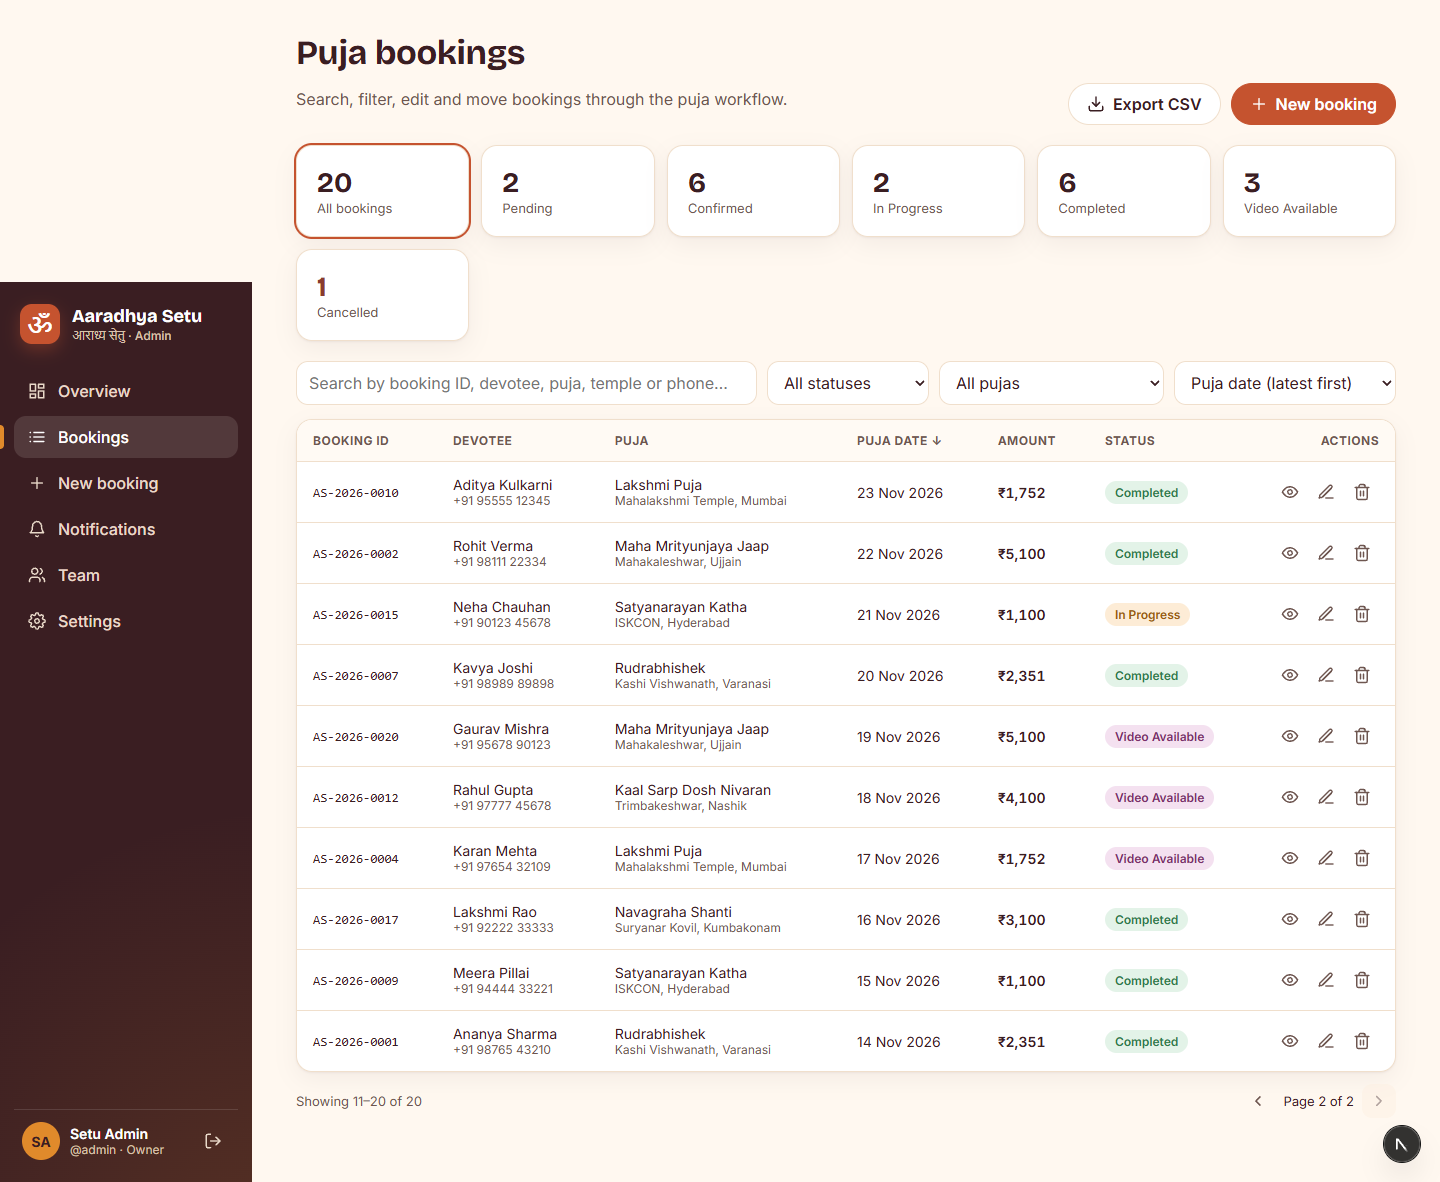 Puja bookings
Search, filter, edit and move bookings through the puja workflow.
Export CSV
New booking
20
All bookings
2
Pending
6
Confirmed
2
In Progress
6
Completed
3
Video Available
1
Cancelled
ॐ
Aaradhya Setu
आराध्य सेतु · Admin
Overview
Bookings
New booking
Notifications
Team
Settings
SA
Setu Admin
@admin · Owner
Search by booking ID, devotee, puja, temple or phone...
All statuses
All pujas
Puja date (latest first)
BOOKING ID DEVOTEE PUJA PUJA DATE ↓ AMOUNT STATUS ACTIONS
AS-2026-0010 Aditya Kulkarni Lakshmi Puja 23 Nov 2026 ₹1,752 Completed
+91 95555 12345 Mahalakshmi Temple, Mumbai
AS-2026-0002 Rohit Verma Maha Mrityunjaya Jaap 22 Nov 2026 ₹5,100 Completed
+91 98111 22334 Mahakaleshwar, Ujjain
AS-2026-0015 Neha Chauhan Satyanarayan Katha 21 Nov 2026 ₹1,100 In Progress
+91 90123 45678 ISKCON, Hyderabad
AS-2026-0007 Kavya Joshi Rudrabhishek 20 Nov 2026 ₹2,351 Completed
+91 98989 89898 Kashi Vishwanath, Varanasi
AS-2026-0020 Gaurav Mishra Maha Mrityunjaya Jaap 19 Nov 2026 ₹5,100 Video Available
+91 95678 90123 Mahakaleshwar, Ujjain
AS-2026-0012 Rahul Gupta Kaal Sarp Dosh Nivaran 18 Nov 2026 ₹4,100 Video Available
+91 97777 45678 Trimbakeshwar, Nashik
AS-2026-0004 Karan Mehta Lakshmi Puja 17 Nov 2026 ₹1,752 Video Available
+91 97654 32109 Mahalakshmi Temple, Mumbai
AS-2026-0017 Lakshmi Rao Navagraha Shanti 16 Nov 2026 ₹3,100 Completed
+91 92222 33333 Suryanar Kovil, Kumbakonam
AS-2026-0009 Meera Pillai Satyanarayan Katha 15 Nov 2026 ₹1,100 Completed
+91 94444 33221 ISKCON, Hyderabad
AS-2026-0001 Ananya Sharma Rudrabhishek 14 Nov 2026 ₹2,351 Completed
+91 98765 43210 Kashi Vishwanath, Varanasi
Showing 11–20 of 20
Page 2 of 2